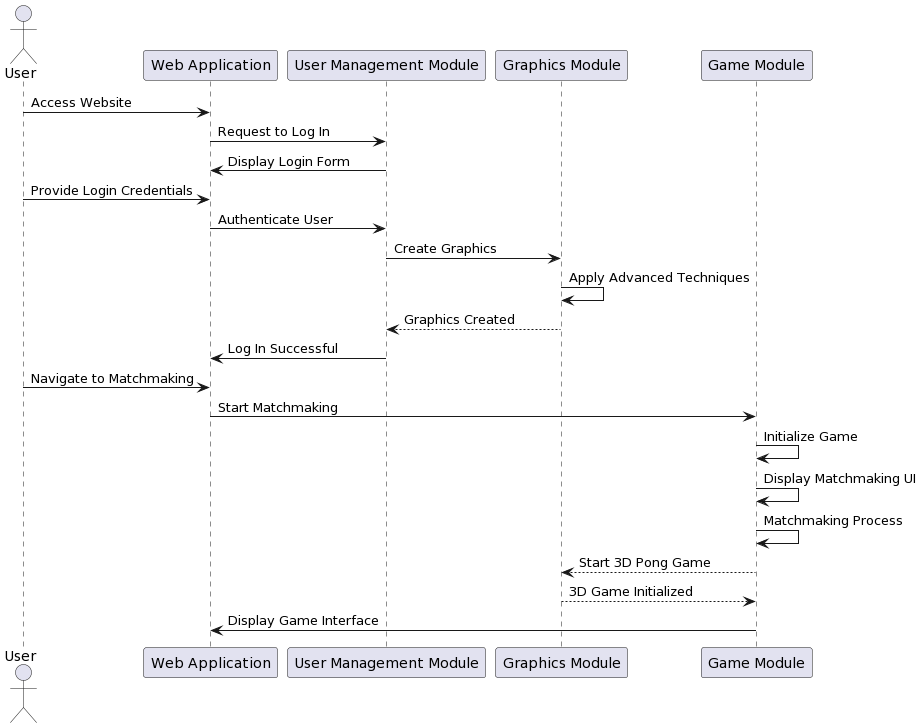 User
Web Application
User Management Module
Graphics Module
Game Module
Access Website
Request to Log In
Display Login Form
Provide Login Credentials
Authenticate User
Create Graphics
Apply Advanced Techniques
Graphics Created
Log In Successful
Navigate to Matchmaking
Start Matchmaking
Initialize Game
Display Matchmaking UI
Matchmaking Process
Start 3D Pong Game
3D Game Initialized
Display Game Interface
User
Web Application
User Management Module
Graphics Module
Game Module